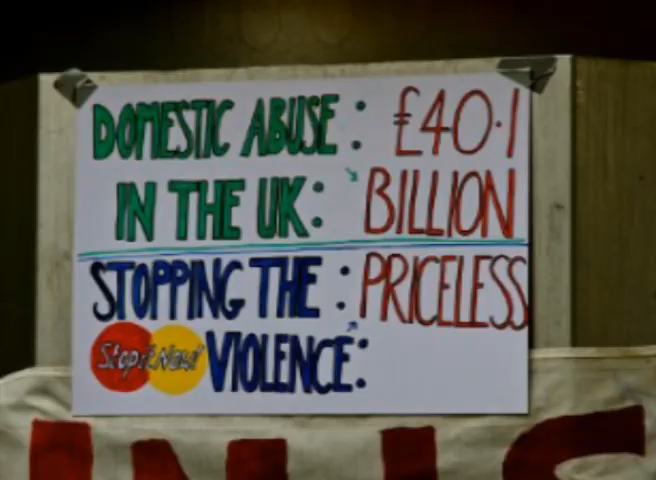 DOMESTIC ABUSE: £40.1
IN THE UK: BILLION
STOPPING THE: PRICELESS
Stop it Now! VIOLENCE: